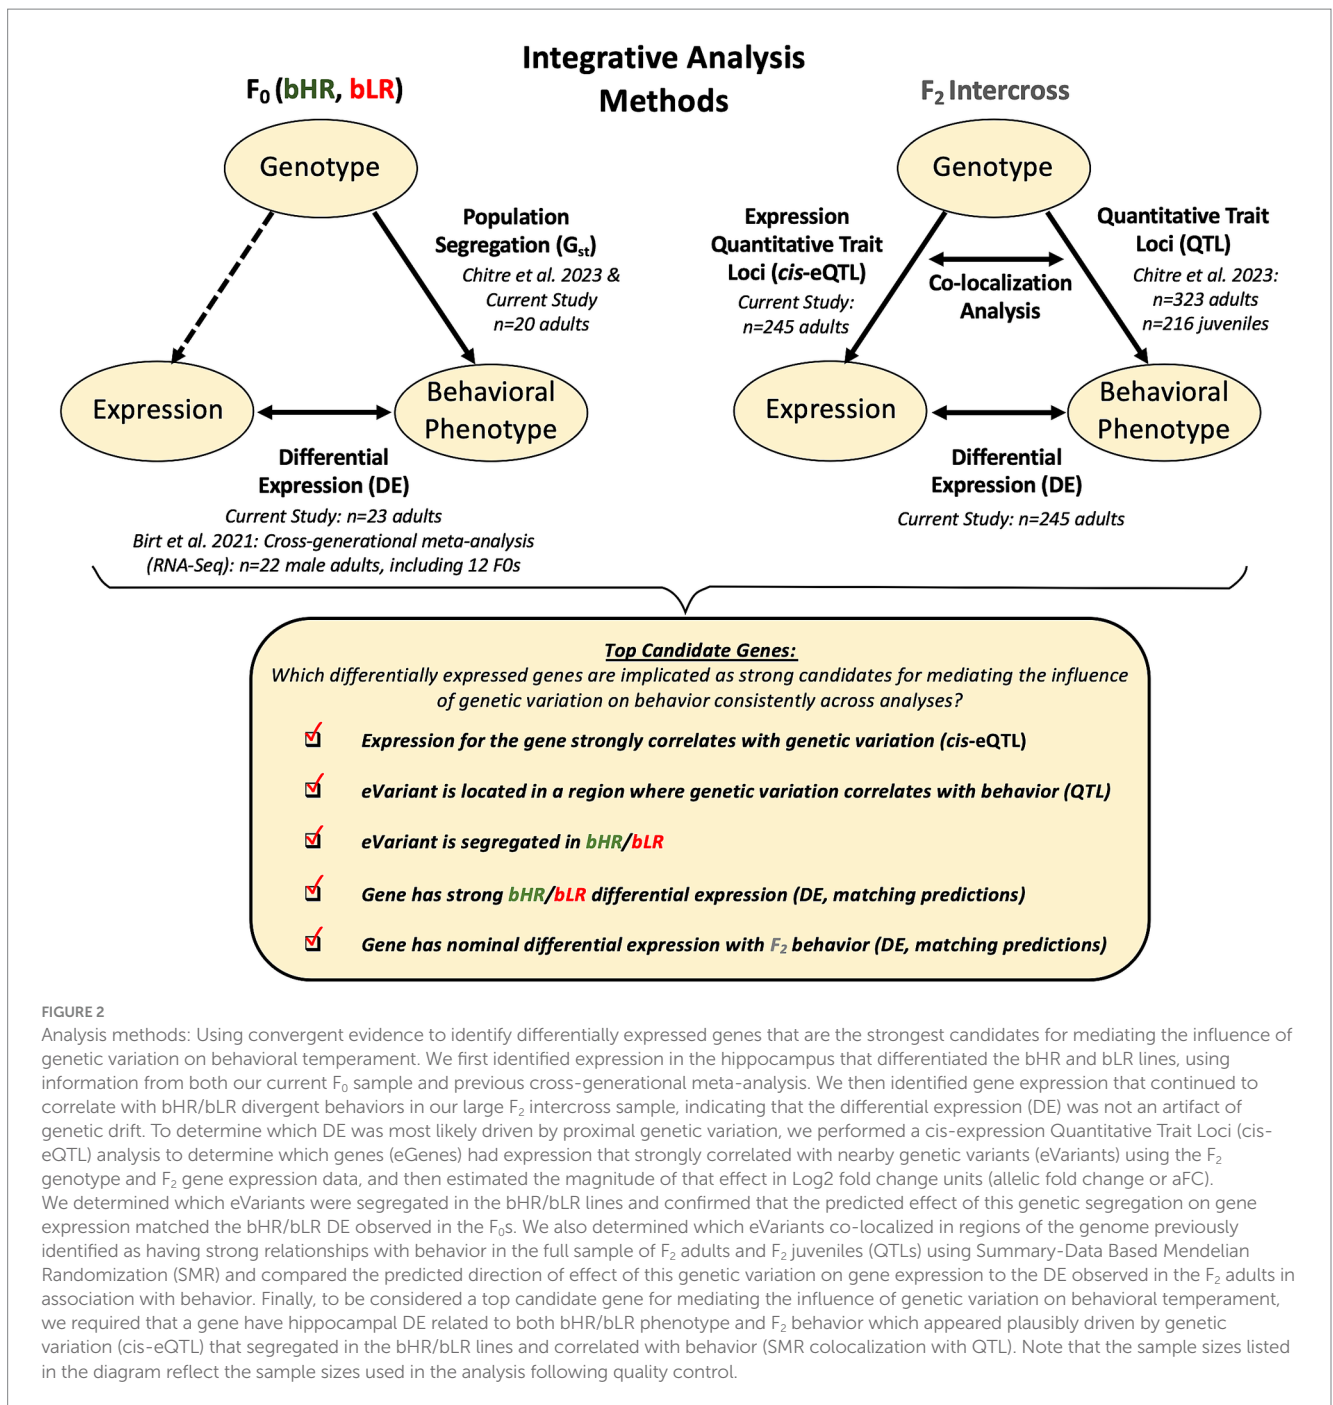 Integrative Analysis
Methods
F₀ (bHR, bLR)
Genotype
Population
Segregation (Gₛₜ)
Chitre et al. 2023 &
Current Study
n=20 adults
Expression
Behavioral
Phenotype
Differential
Expression (DE)
Current Study: n=23 adults
Birt et al. 2021: Cross-generational meta-analysis
(RNA-Seq): n=22 male adults, including 12 F0s
F₂ Intercross
Genotype
Expression
Quantitative Trait
Loci (cis-eQTL)
Current Study:
n=245 adults
Co-localization
Analysis
Quantitative Trait
Loci (QTL)
Chitre et al. 2023:
n=323 adults
n=216 juveniles
Expression
Behavioral
Phenotype
Differential
Expression (DE)
Current Study: n=245 adults
Top Candidate Genes:
Which differentially expressed genes are implicated as strong candidates for mediating the influence
of genetic variation on behavior consistently across analyses?
Expression for the gene strongly correlates with genetic variation (cis-eQTL)
eVariant is located in a region where genetic variation correlates with behavior (QTL)
eVariant is segregated in bHR/bLR
Gene has strong bHR/bLR differential expression (DE, matching predictions)
Gene has nominal differential expression with F₂ behavior (DE, matching predictions)
FIGURE 2
Analysis methods: Using convergent evidence to identify differentially expressed genes that are the strongest candidates for mediating the influence of
genetic variation on behavioral temperament. We first identified expression in the hippocampus that differentiated the bHR and bLR lines, using
information from both our current F₀ sample and previous cross-generational meta-analysis. We then identified gene expression that continued to
correlate with bHR/bLR divergent behaviors in our large F₂ intercross sample, indicating that the differential expression (DE) was not an artifact of
genetic drift. To determine which DE was most likely driven by proximal genetic variation, we performed a cis-expression Quantitative Trait Loci (cis-
eQTL) analysis to determine which genes (eGenes) had expression that strongly correlated with nearby genetic variants (eVariants) using the F₂
genotype and F₂ gene expression data, and then estimated the magnitude of that effect in Log2 fold change units (allelic fold change or aFC).
We determined which eVariants were segregated in the bHR/bLR lines and confirmed that the predicted effect of this genetic segregation on gene
expression matched the bHR/bLR DE observed in the F₀s. We also determined which eVariants co-localized in regions of the genome previously
identified as having strong relationships with behavior in the full sample of F₂ adults and F₂ juveniles (QTLs) using Summary-Data Based Mendelian
Randomization (SMR) and compared the predicted direction of effect of this genetic variation on gene expression to the DE observed in the F₂ adults in
association with behavior. Finally, to be considered a top candidate gene for mediating the influence of genetic variation on behavioral temperament,
we required that a gene have hippocampal DE related to both bHR/bLR phenotype and F₂ behavior which appeared plausibly driven by genetic
variation (cis-eQTL) that segregated in the bHR/bLR lines and correlated with behavior (SMR colocalization with QTL). Note that the sample sizes listed
in the diagram reflect the sample sizes used in the analysis following quality control.